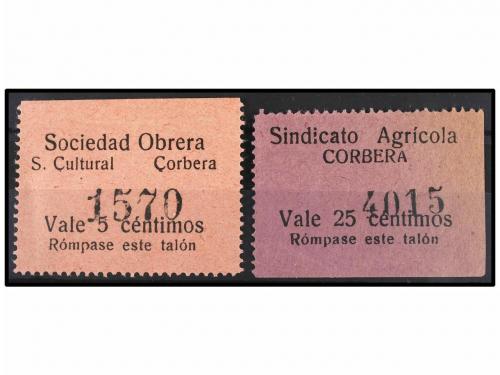 Sociedad Obrera
S. Cultural Çorbera
1570
Vale 5 céntimos
Rómpase este talón
Sindicato Agrícola
CORBERA
4015
Vale 25 céntimos
Rómpase este talón